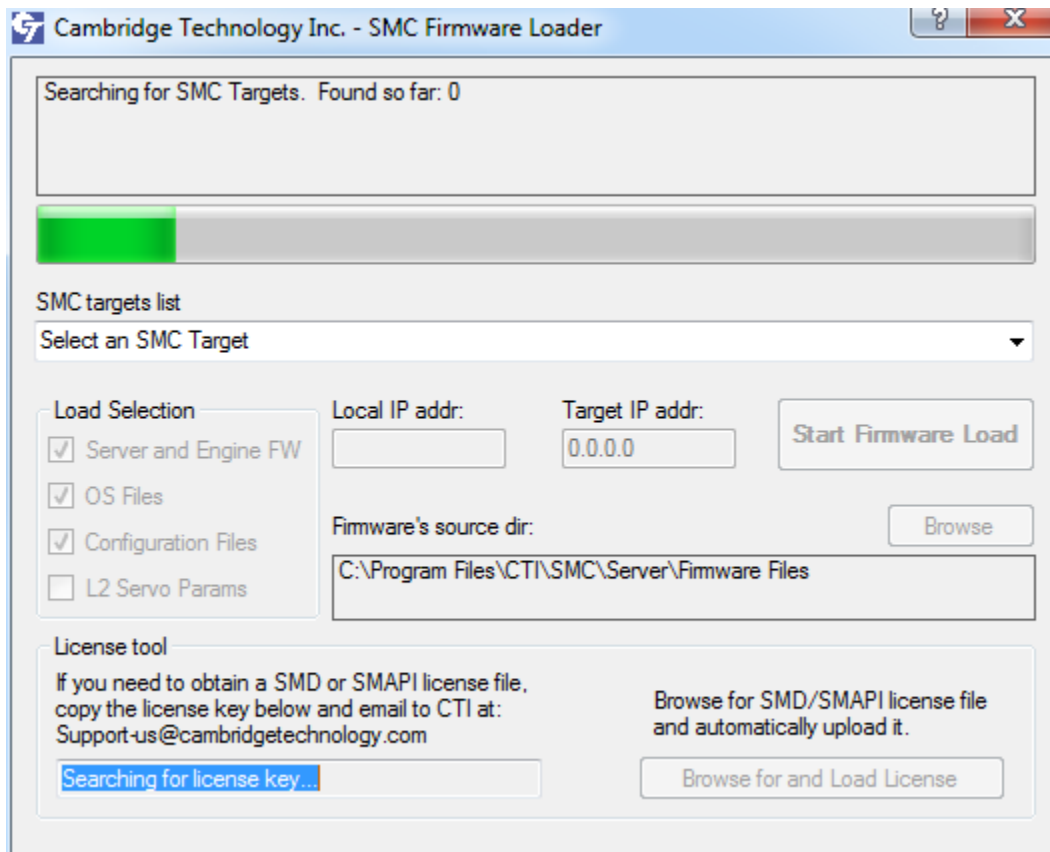 Cambridge Technology Inc. - SMC Firmware Loader
Searching for SMC Targets. Found so far: 0
SMC targets list
Select an SMC Target
Load Selection
Server and Engine FW
OS Files
Configuration Files
L2 Servo Params
Local IP addr:
Target IP addr:
0.0.0.0
Start Firmware Load
Firmware's source dir:
Browse
C:\Program Files\CTI\SMC\Server\Firmware Files
License tool
If you need to obtain a SMD or SMAPI license file,
copy the license key below and email to CTI at:
Support-us@cambridgetechnology.com
Searching for license key...
Browse for SMD/SMAPI license file
and automatically upload it.
Browse for and Load License